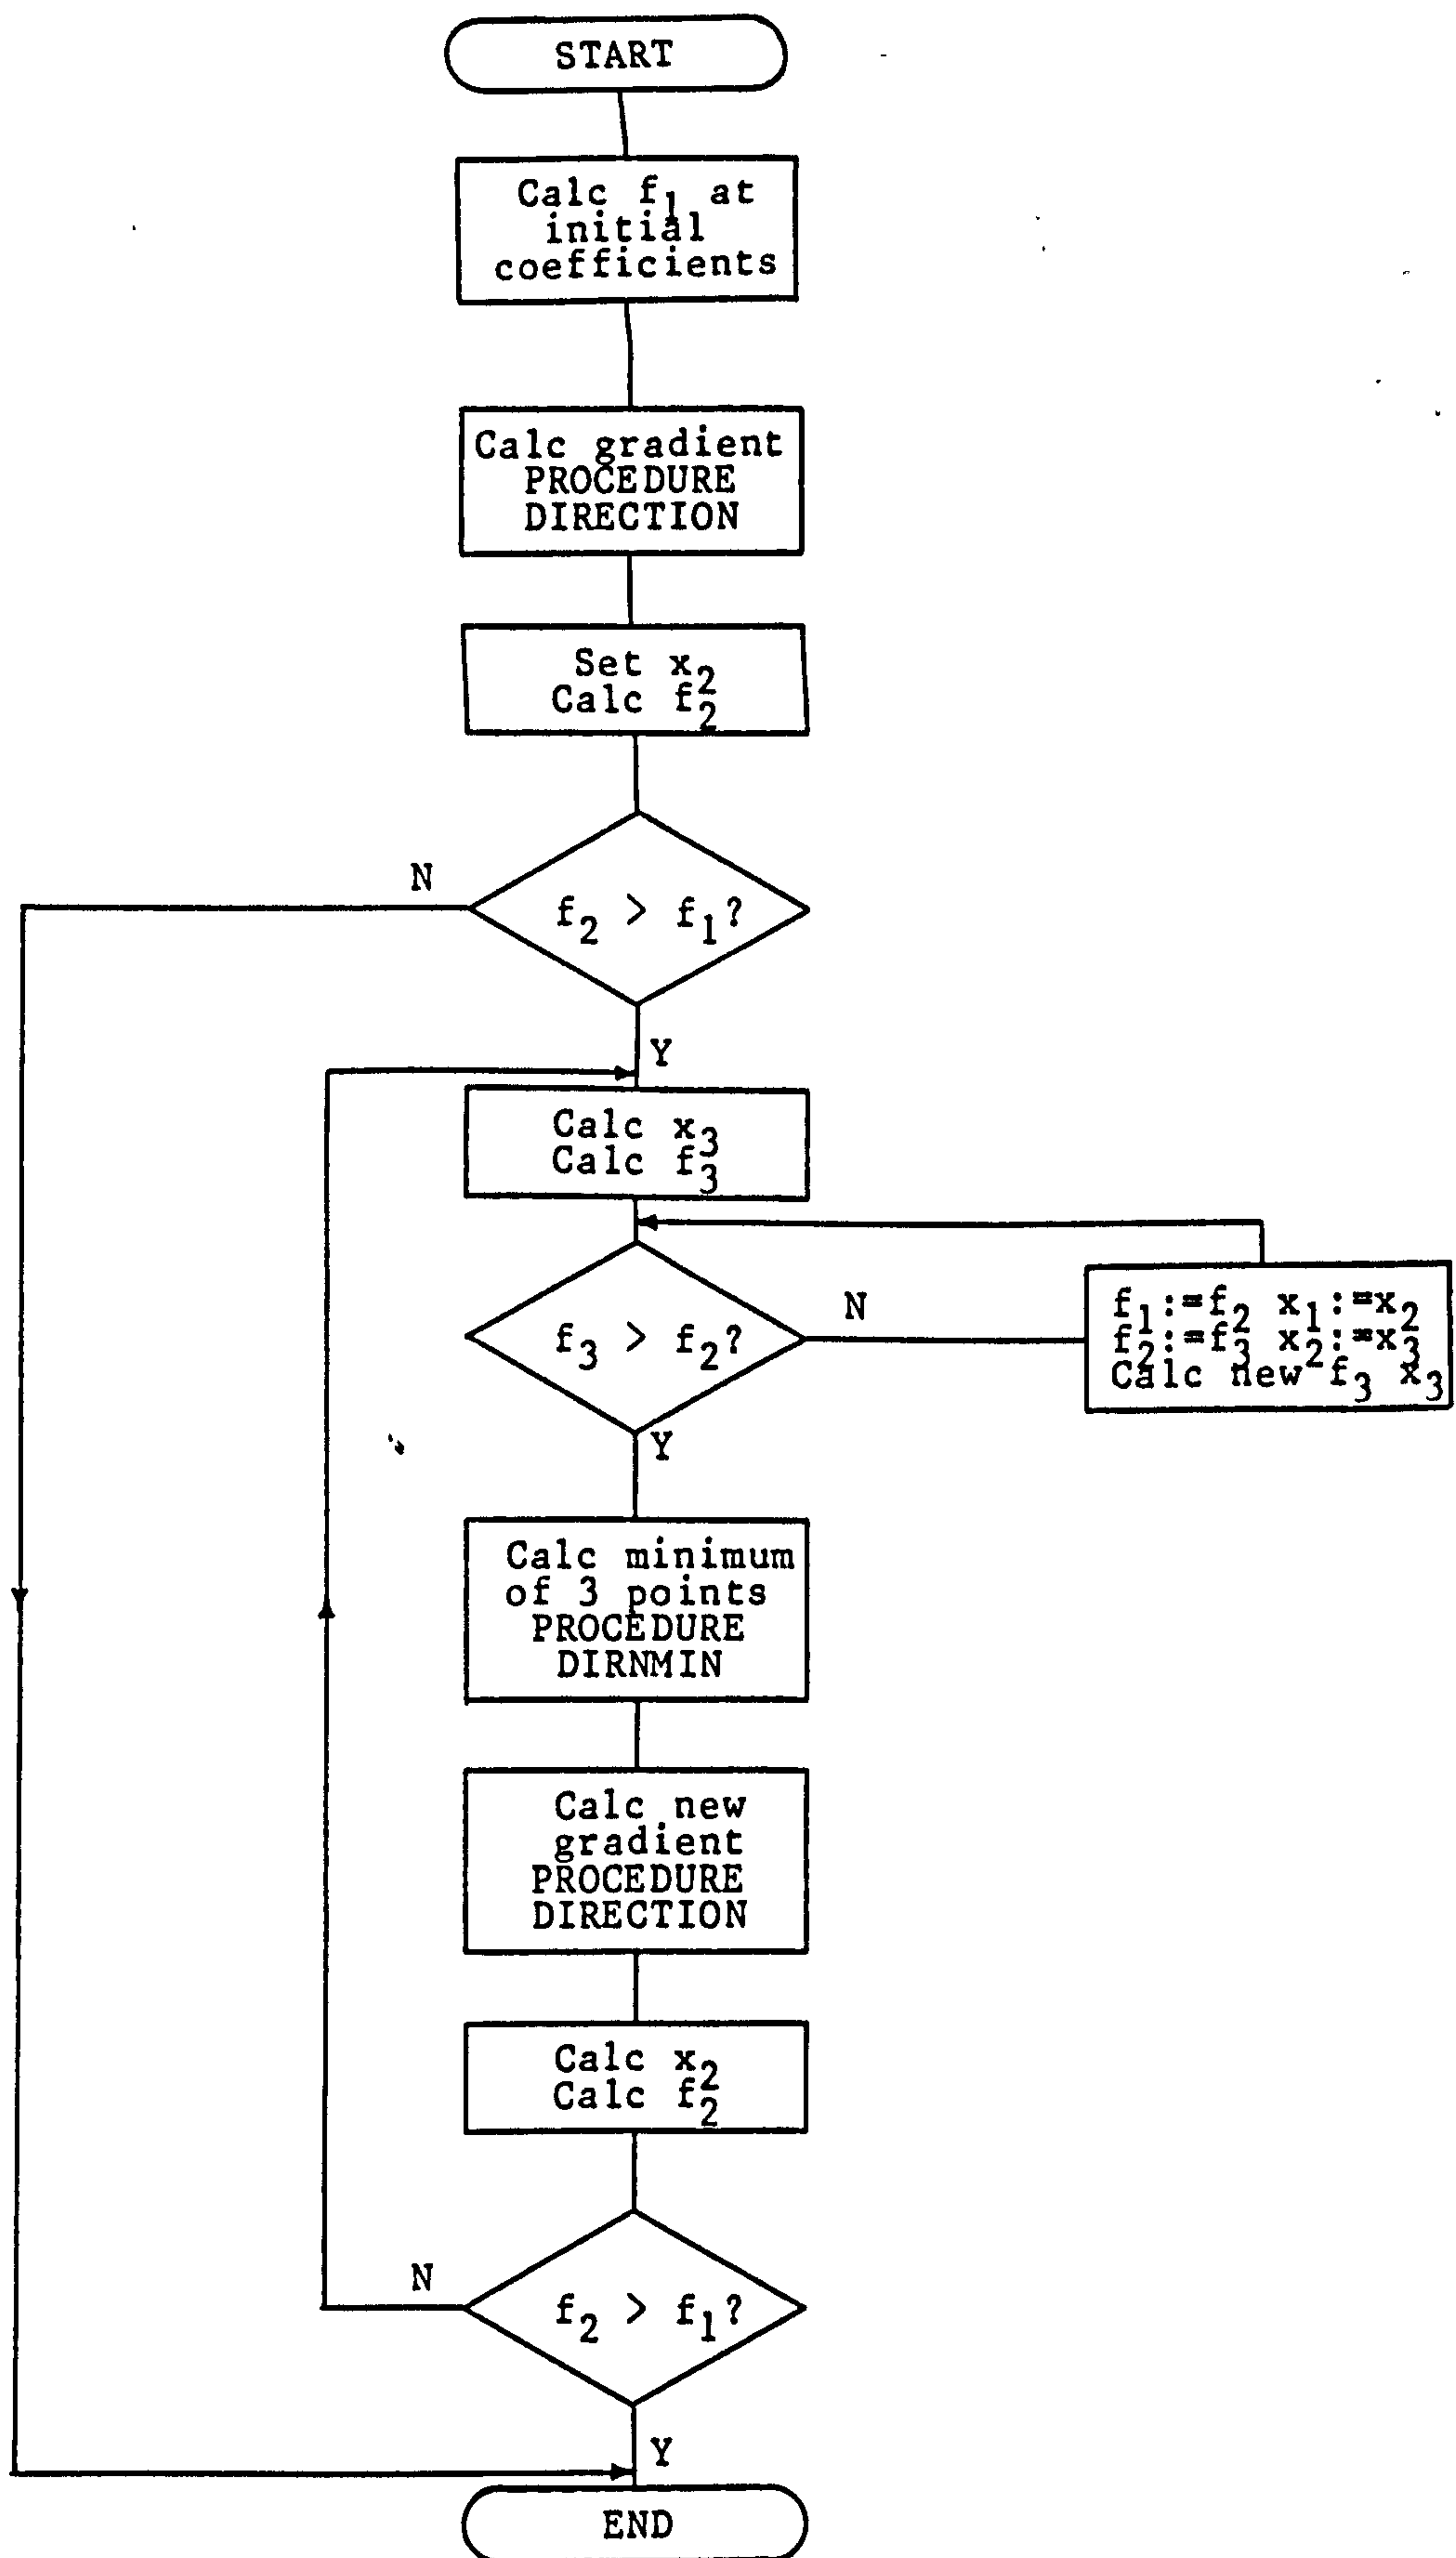 START
Calc f₁ at
initial
coefficients
Calc gradient
PROCEDURE
DIRECTION
Set x₂
Calc f₂
N
f₂ > f₁?
Y
Calc x₃
Calc f₃
f₃ > f₂?
N
f₁:=f₂ x₁:=x₂
f₂:=f₃ x₂:=x₃
Calc new f₃ x₃
Y
Calc minimum
of 3 points
PROCEDURE
DIRNMIN
Calc new
gradient
PROCEDURE
DIRECTION
Calc x₂
Calc f₂
N
f₂ > f₁?
Y
END